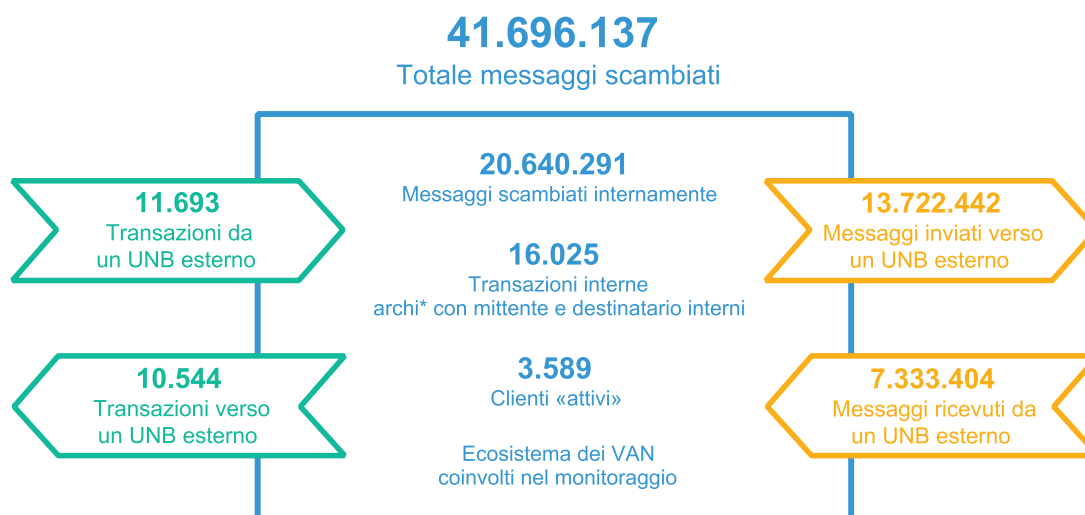 41.696.137
Totale messaggi scambiati
20.640.291
Messaggi scambiati internamente
11.693
Transazioni da
un UNB esterno
13.722.442
Messaggi inviati verso
un UNB esterno
16.025
Transazioni interne
archi* con mittente e destinatario interni
3.589
Clienti «attivi»
10.544
Transazioni verso
un UNB esterno
7.333.404
Messaggi ricevuti da
un UNB esterno
Ecosistema dei VAN
coinvolti nel monitoraggio